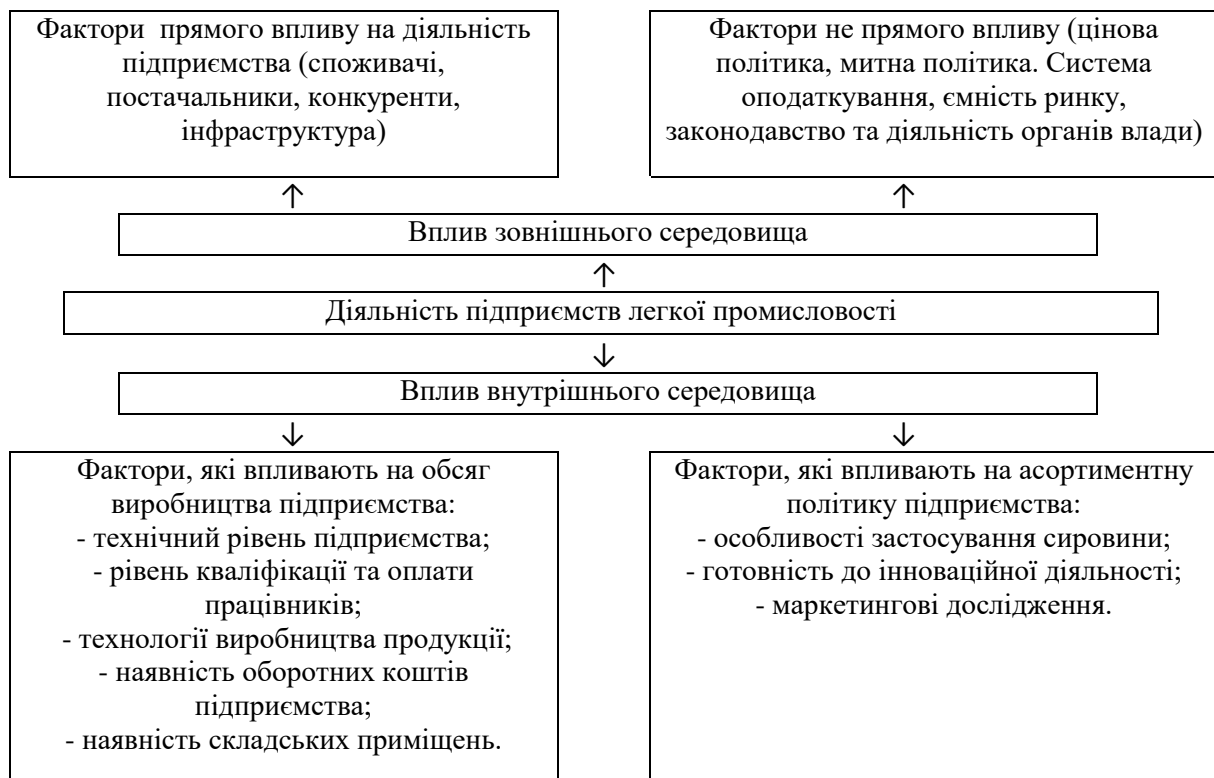 Фактори прямого впливу на діяльність
підприємства (споживачі,
постачальники, конкуренти,
інфраструктура)
Фактори не прямого впливу (цінова
політика, митна політика. Система
оподаткування, ємність ринку,
законодавство та діяльність органів влади)
Вплив зовнішнього середовища
Діяльність підприємств легкої промисловості
Вплив внутрішнього середовища
Фактори, які впливають на обсяг
виробництва підприємства:
- технічний рівень підприємства;
- рівень кваліфікації та оплати
працівників;
- технології виробництва продукції;
- наявність оборотних коштів
підприємства;
- наявність складських приміщень.
Фактори, які впливають на асортиментну
політику підприємства:
- особливості застосування сировини;
- готовність до інноваційної діяльності;
- маркетингові дослідження.